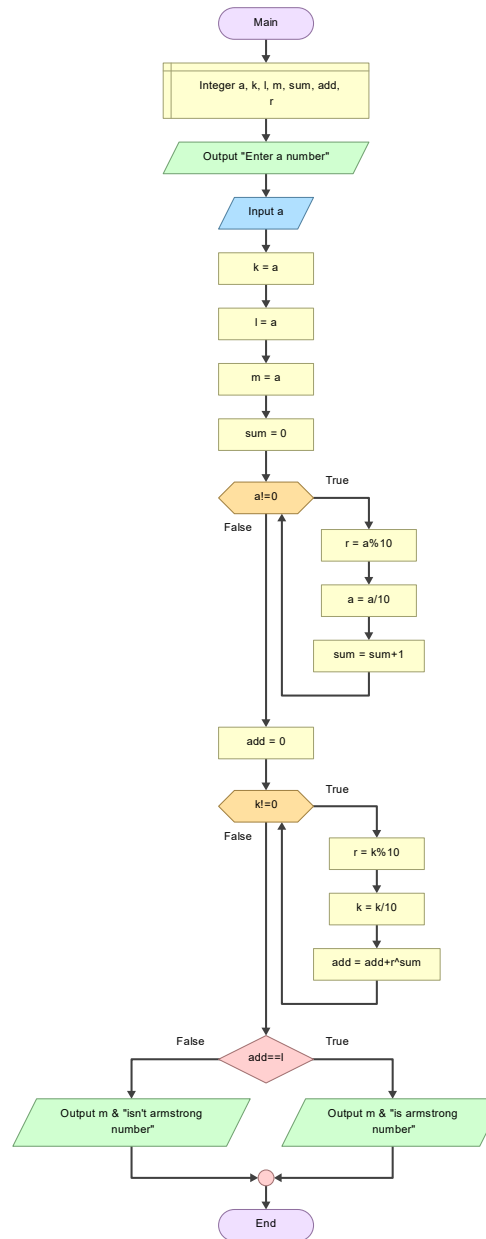 Main
Integer a, k, l, m, sum, add,
r
Output "Enter a number"
Input a
k = a
l = a
m = a
sum = 0
a!=0
True
False
r = a%10
a = a/10
sum = sum+1
add = 0
k!=0
True
False
r = k%10
k = k/10
add = add+r^sum
False
True
add==l
Output m & "isn't armstrong
number"
Output m & "is armstrong
number"
End